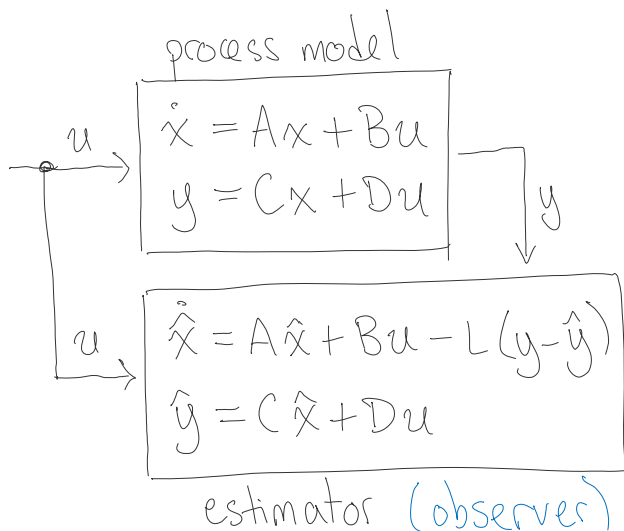 process model
u
ẋ = Ax + Bu
y = Cx + Du
y
u
x̂̇ = Ax̂ + Bu - L(y - ŷ)
ŷ = Cx̂ + Du
estimator (observer)